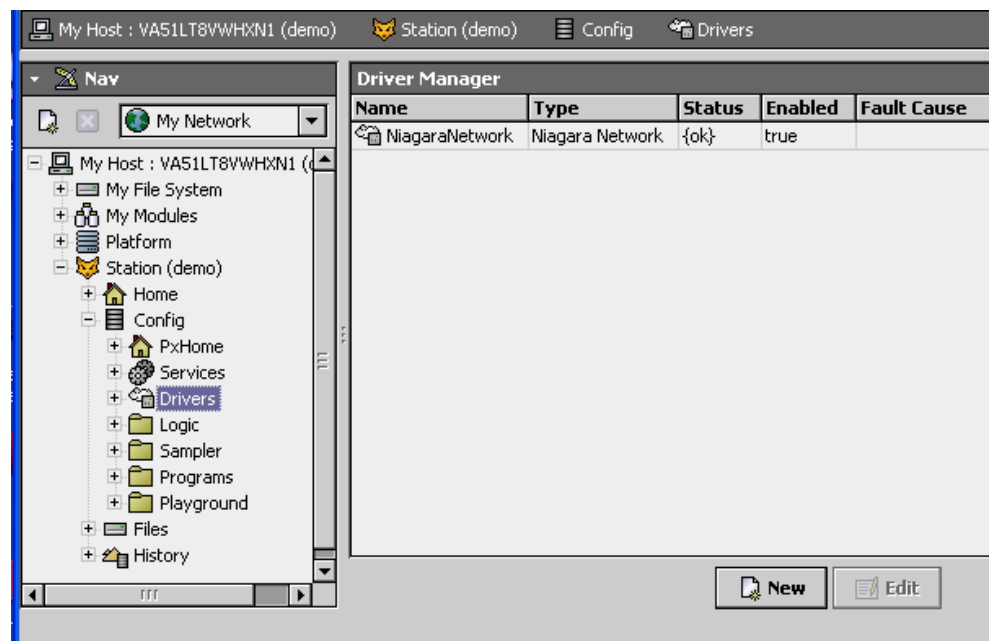 My Host : VA51LT8VWHXN1 (demo) Station (demo) Config Drivers
Nav
My Network
My Host : VA51LT8VWHXN1 (
My File System
My Modules
Platform
Station (demo)
Home
Config
PxHome
Services
Drivers
Logic
Sampler
Programs
Playground
Files
History
Driver Manager
Name Type Status Enabled Fault Cause
NiagaraNetwork Niagara Network {ok} true
New Edit